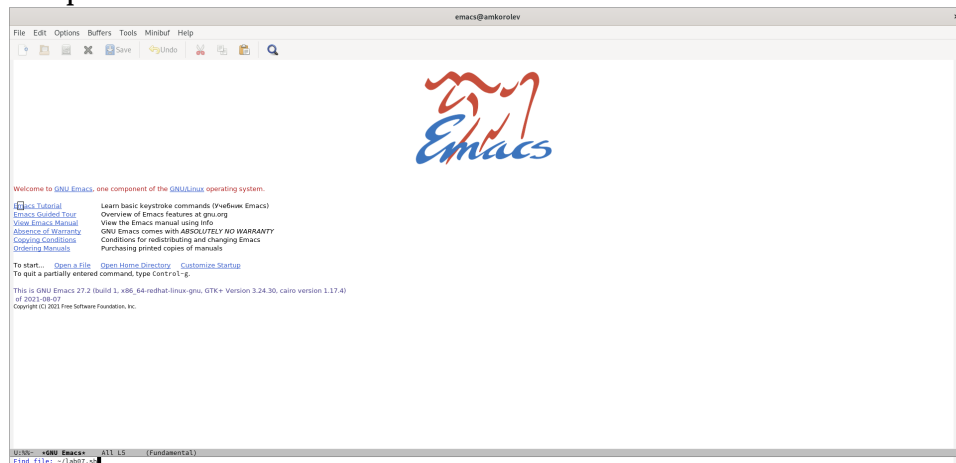 emacs@amkorolev
File Edit Options Buffers Tools Minibuf Help
Save Undo
Emacs
Welcome to GNU Emacs, one component of the GNU/Linux operating system.
Emacs Tutorial Learn basic keystroke commands (Учебник Emacs)
Emacs Guided Tour Overview of Emacs features at gnu.org
View Emacs Manual View the Emacs manual using Info
Absence of Warranty GNU Emacs comes with ABSOLUTELY NO WARRANTY
Copying Conditions Conditions for redistributing and changing Emacs
Ordering Manuals Purchasing printed copies of manuals
To start... Open a File Open Home Directory Customize Startup
To quit a partially entered command, type Control-g.
This is GNU Emacs 27.2 (build 1, x86_64-redhat-linux-gnu, GTK+ Version 3.24.30, cairo version 1.17.4)
of 2021-08-07
Copyright (C) 2021 Free Software Foundation, Inc.
U:%%- *GNU Emacs* All L5 (Fundamental)
Find file: ~/lab07.sh